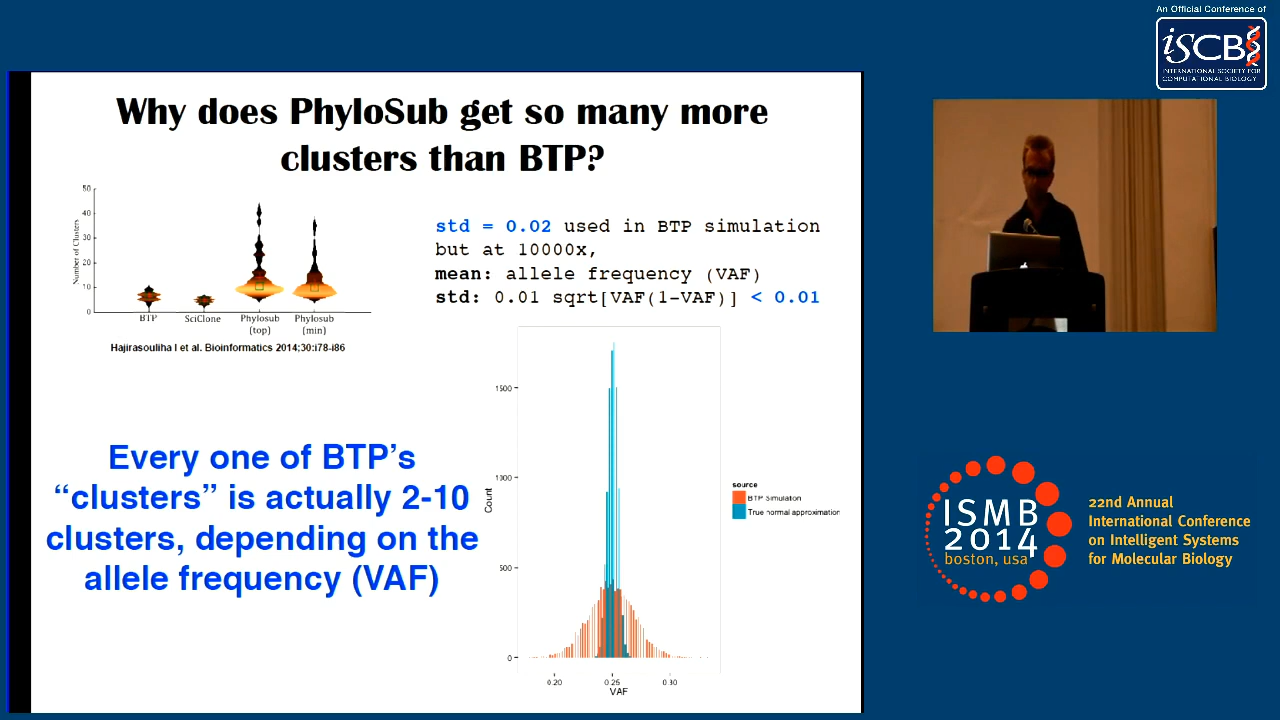 An Official Conference of
iSCB
INTERNATIONAL SOCIETY FOR
COMPUTATIONAL BIOLOGY
Why does PhyloSub get so many more
clusters than BTP?
50
40
30
20
10
0
Number of Clusters
BTP
SciClone
Phylosub
(top)
Phylosub
(min)
Hajirasouliha I et al. Bioinformatics 2014;30:i78-i86
std = 0.02 used in BTP simulation
but at 10000x,
mean: allele frequency (VAF)
std: 0.01 sqrt[VAF(1-VAF)] < 0.01
Every one of BTP's
“clusters” is actually 2-10
clusters, depending on the
allele frequency (VAF)
1500
1000
500
0
Count
0.20
0.25
0.30
VAF
source
BTP Simulation
True normal approximation
ISMB
2014
boston, usa
22nd Annual
International Conference
on Intelligent Systems
for Molecular Biology